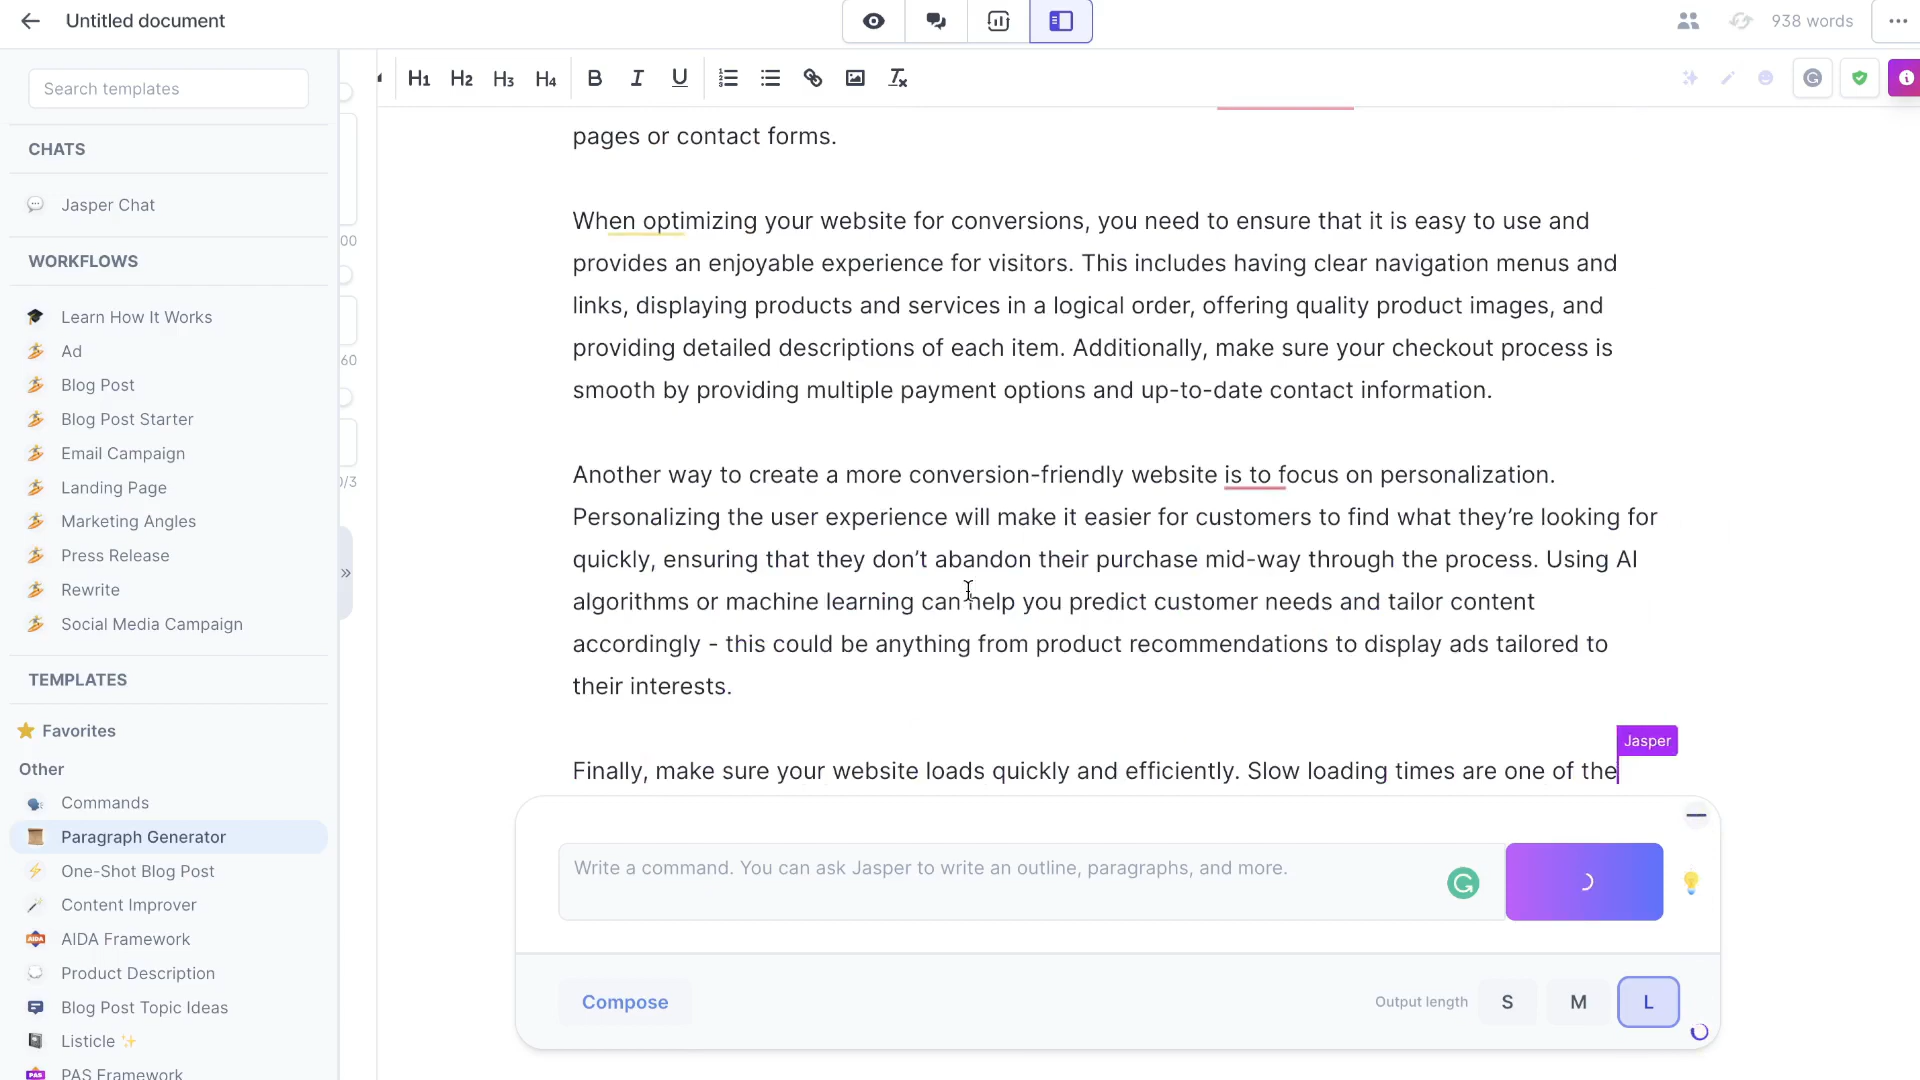 Untitled document
938 words
Search templates
H1 H2 H3 H4 B I U
CHATS
Jasper Chat
WORKFLOWS
Learn How It Works
Ad
Blog Post
Blog Post Starter
Email Campaign
Landing Page
Marketing Angles
Press Release
Rewrite
Social Media Campaign
TEMPLATES
Favorites
Other
Commands
Paragraph Generator
One-Shot Blog Post
Content Improver
AIDA Framework
Product Description
Blog Post Topic Ideas
Listicle ✨
PAS Framework
00
60
0/3
pages or contact forms.
When optimizing your website for conversions, you need to ensure that it is easy to use and
provides an enjoyable experience for visitors. This includes having clear navigation menus and
links, displaying products and services in a logical order, offering quality product images, and
providing detailed descriptions of each item. Additionally, make sure your checkout process is
smooth by providing multiple payment options and up-to-date contact information.
Another way to create a more conversion-friendly website is to focus on personalization.
Personalizing the user experience will make it easier for customers to find what they’re looking for
quickly, ensuring that they don’t abandon their purchase mid-way through the process. Using AI
algorithms or machine learning can help you predict customer needs and tailor content
accordingly - this could be anything from product recommendations to display ads tailored to
their interests.
Jasper
Finally, make sure your website loads quickly and efficiently. Slow loading times are one of the
Write a command. You can ask Jasper to write an outline, paragraphs, and more.
Compose
Output length S M L